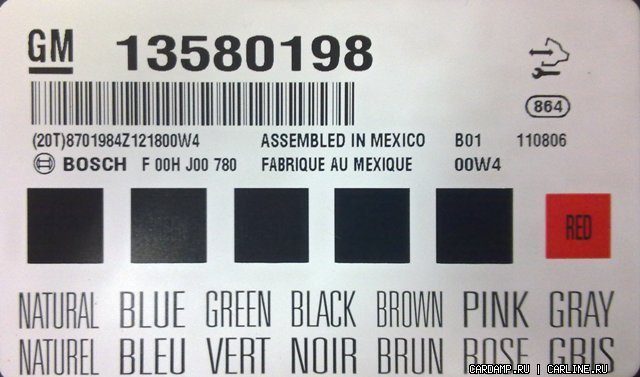 GM 13580198
864
(20T)8701984Z121800W4 ASSEMBLED IN MEXICO B01 110806
BOSCH F 00H J00 780 FABRIQUE AU MEXIQUE 00W4
RED
NATURAL BLUE GREEN BLACK BROWN PINK GRAY
NATUREL BLEU VERT NOIR BRUN ROSE GRIS
CARDAMP.RU | CARLINE.RU